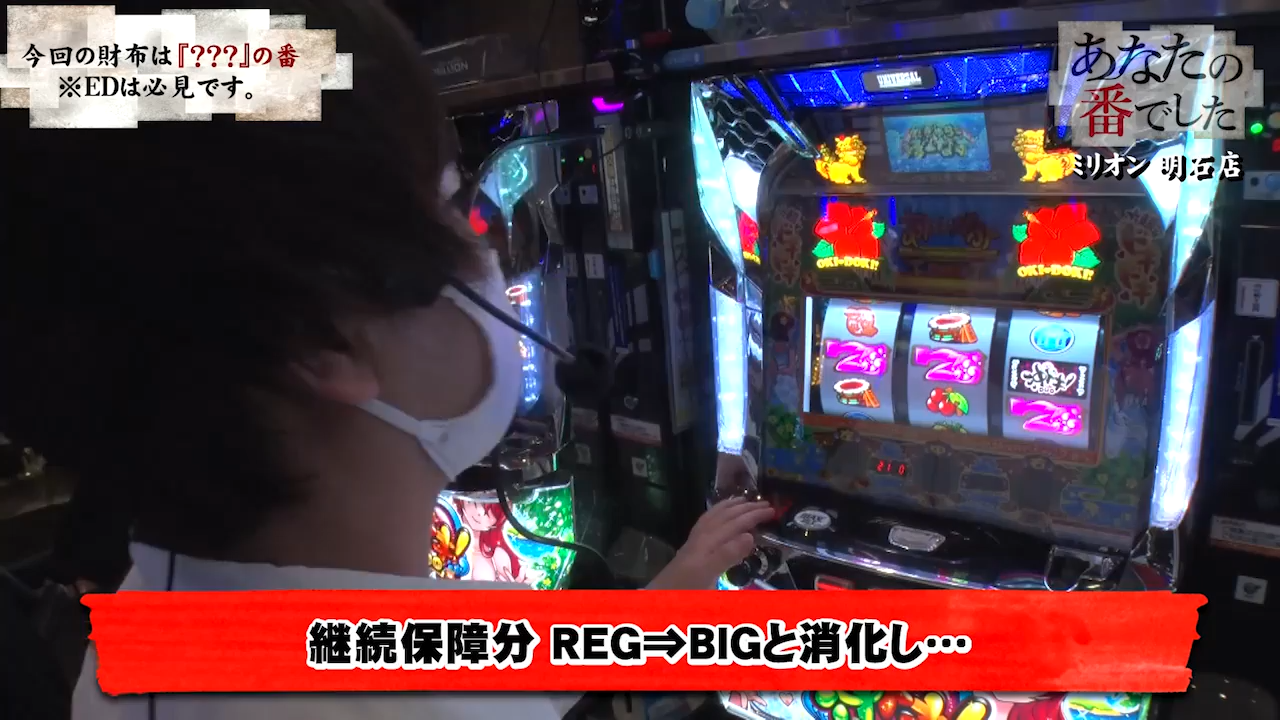 今回の財布は『???』の番
※EDは必見です。
あなたの
番でした
ミリオン 明石店
UNIVERSAL
OKI-DOKI!
OKI-DOKI!
210
継続保障分 REG⇒BIGと消化し…